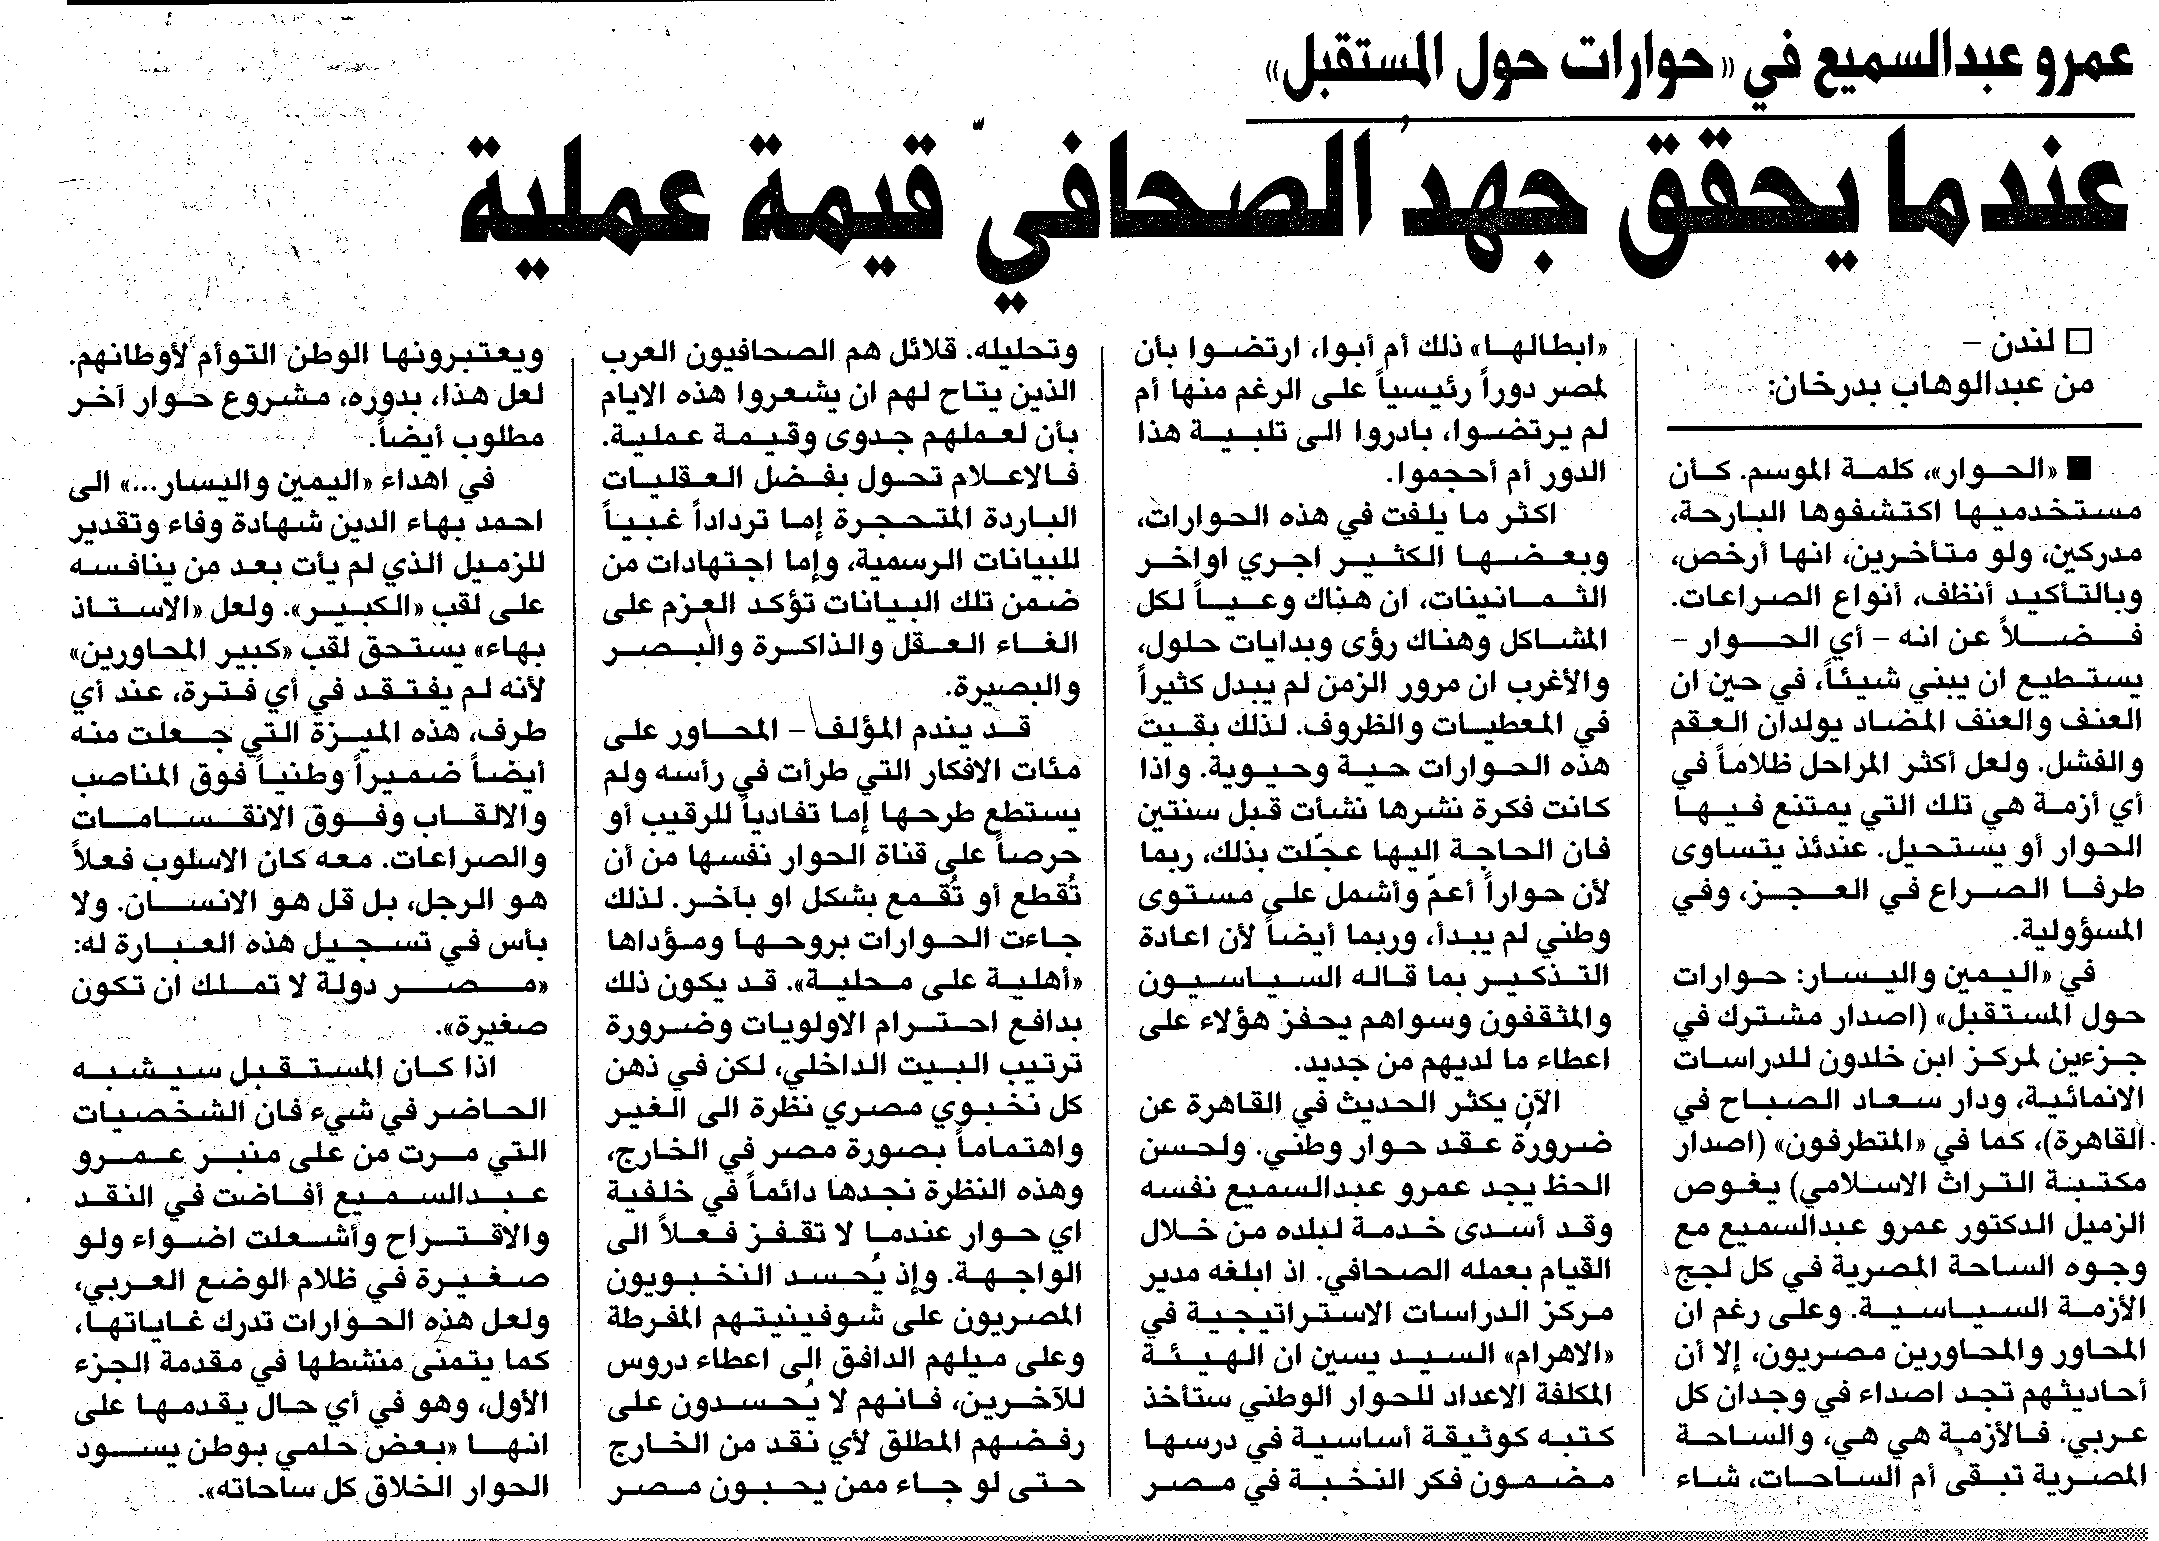 عمرو عبدالسميع في «حوارات حول المستقبل»
عندما يحقق جهدُ الصحافيّ قيمة عملية
□ لندن –
من عبدالوهاب بدرخان:
■ «الحوار»، كلمة الموسم. كأن
مستخدميها اكتشفوها البارحة،
مدركين، ولو متأخرين، انها أرخص،
وبالتأكيد أنظف، أنواع الصراعات.
فضلاً عن انه – أي الحوار –
يستطيع ان يبني شيئاً، في حين ان
العنف والعنف المضاد يولدان العقم
والفشل. ولعل أكثر المراحل ظلاماً في
أي أزمة هي تلك التي يمتنع فيها
الحوار أو يستحيل. عندئذ يتساوى
طرفا الصراع في العجز، وفي
المسؤولية.
في «اليمين واليسار: حوارات
حول المستقبل» (اصدار مشترك في
جزءين لمركز ابن خلدون للدراسات
الانمائية، ودار سعاد الصباح في
القاهرة)، كما في «المتطرفون» (اصدار
مكتبة التراث الاسلامي) يغوص
الزميل الدكتور عمرو عبدالسميع مع
وجوه الساحة المصرية في كل لجج
الأزمة السياسية. وعلى رغم ان
المحاور والمحاورين مصريون، إلا أن
أحاديثهم تجد اصداء في وجدان كل
عربي. فالأزمة هي هي، والساحة
المصرية تبقى أم الساحات، شاء
«ابطالها» ذلك أم أبوا، ارتضوا بأن
لمصر دوراً رئيسياً على الرغم منها أم
لم يرتضوا، بادروا الى تلبية هذا
الدور أم أحجموا.
اكثر ما يلفت في هذه الحوارات،
وبعضها الكثير اجري اواخر
الثمانينات، ان هناك وعياً لكل
المشاكل وهناك رؤى وبدايات حلول،
والأغرب ان مرور الزمن لم يبدل كثيراً
في المعطيات والظروف. لذلك بقيت
هذه الحوارات حية وحيوية. واذا
كانت فكرة نشرها نشأت قبل سنتين
فان الحاجة اليها عجّلت بذلك، ربما
لأن حواراً أعمّ وأشمل على مستوى
وطني لم يبدأ، وربما أيضاً لأن اعادة
التذكير بما قاله السياسيون
والمثقفون وسواهم يحفز هؤلاء على
اعطاء ما لديهم من جديد.
الآن يكثر الحديث في القاهرة عن
ضرورة عقد حوار وطني. ولحسن
الحظ يجد عمرو عبدالسميع نفسه
وقد أسدى خدمة لبلده من خلال
القيام بعمله الصحافي. اذ ابلغه مدير
مركز الدراسات الاستراتيجية في
«الاهرام» السيد يسين ان الهيئة
المكلفة الاعداد للحوار الوطني ستأخذ
كتبه كوثيقة أساسية في درسها
مضمون فكر النخبة في مصر
وتحليله. قلائل هم الصحافيون العرب
الذين يتاح لهم ان يشعروا هذه الايام
بأن لعملهم جدوى وقيمة عملية.
فالاعلام تحول بفضل العقليات
الباردة المتحجرة إما ترداداً غبياً
للبيانات الرسمية، وإما اجتهادات من
ضمن تلك البيانات تؤكد العزم على
الغاء العقل والذاكرة والبصر
والبصيرة.
قد يندم المؤلف – المحاور على
مئات الافكار التي طرأت في رأسه ولم
يستطع طرحها إما تفادياً للرقيب أو
حرصاً على قناة الحوار نفسها من أن
تُقطع أو تُقمع بشكل او بآخر. لذلك
جاءت الحوارات بروحها ومؤداها
«أهلية على محلية». قد يكون ذلك
بدافع احترام الاولويات وضرورة
ترتيب البيت الداخلي، لكن في ذهن
كل نخبوي مصري نظرة الى الغير
واهتماماً بصورة مصر في الخارج،
وهذه النظرة نجدها دائماً في خلفية
اي حوار عندما لا تقفز فعلاً الى
الواجهة. وإذ يُحسد النخبويون
المصريون على شوفينيتهم المفرطة
وعلى ميلهم الدافق الى اعطاء دروس
للآخرين، فانهم لا يُحسدون على
رفضهم المطلق لأي نقد من الخارج
حتى لو جاء ممن يحبون مصر
ويعتبرونها الوطن التوأم لأوطانهم.
لعل هذا، بدوره، مشروع حوار آخر
مطلوب أيضاً.
في اهداء «اليمين واليسار...» الى
احمد بهاء الدين شهادة وفاء وتقدير
للزميل الذي لم يأت بعد من ينافسه
على لقب «الكبير». ولعل «الاستاذ
بهاء» يستحق لقب «كبير المحاورين»
لأنه لم يفتقد في أي فترة، عند أي
طرف، هذه الميزة التي جعلت منه
أيضاً ضميراً وطنياً فوق المناصب
والالقاب وفوق الانقسامات
والصراعات. معه كان الاسلوب فعلاً
هو الرجل، بل قل هو الانسان. ولا
بأس في تسجيل هذه العبارة له:
«مصر دولة لا تملك ان تكون
صغيرة».
اذا كان المستقبل سيشبه
الحاضر في شيء فان الشخصيات
التي مرت من على منبر عمرو
عبدالسميع أفاضت في النقد
والاقتراح وأشعلت اضواء ولو
صغيرة في ظلام الوضع العربي،
ولعل هذه الحوارات تدرك غاياتها،
كما يتمنى منشطها في مقدمة الجزء
الأول، وهو في أي حال يقدمها على
انها «بعض حلمي بوطن يسود
الحوار الخلاق كل ساحاته».